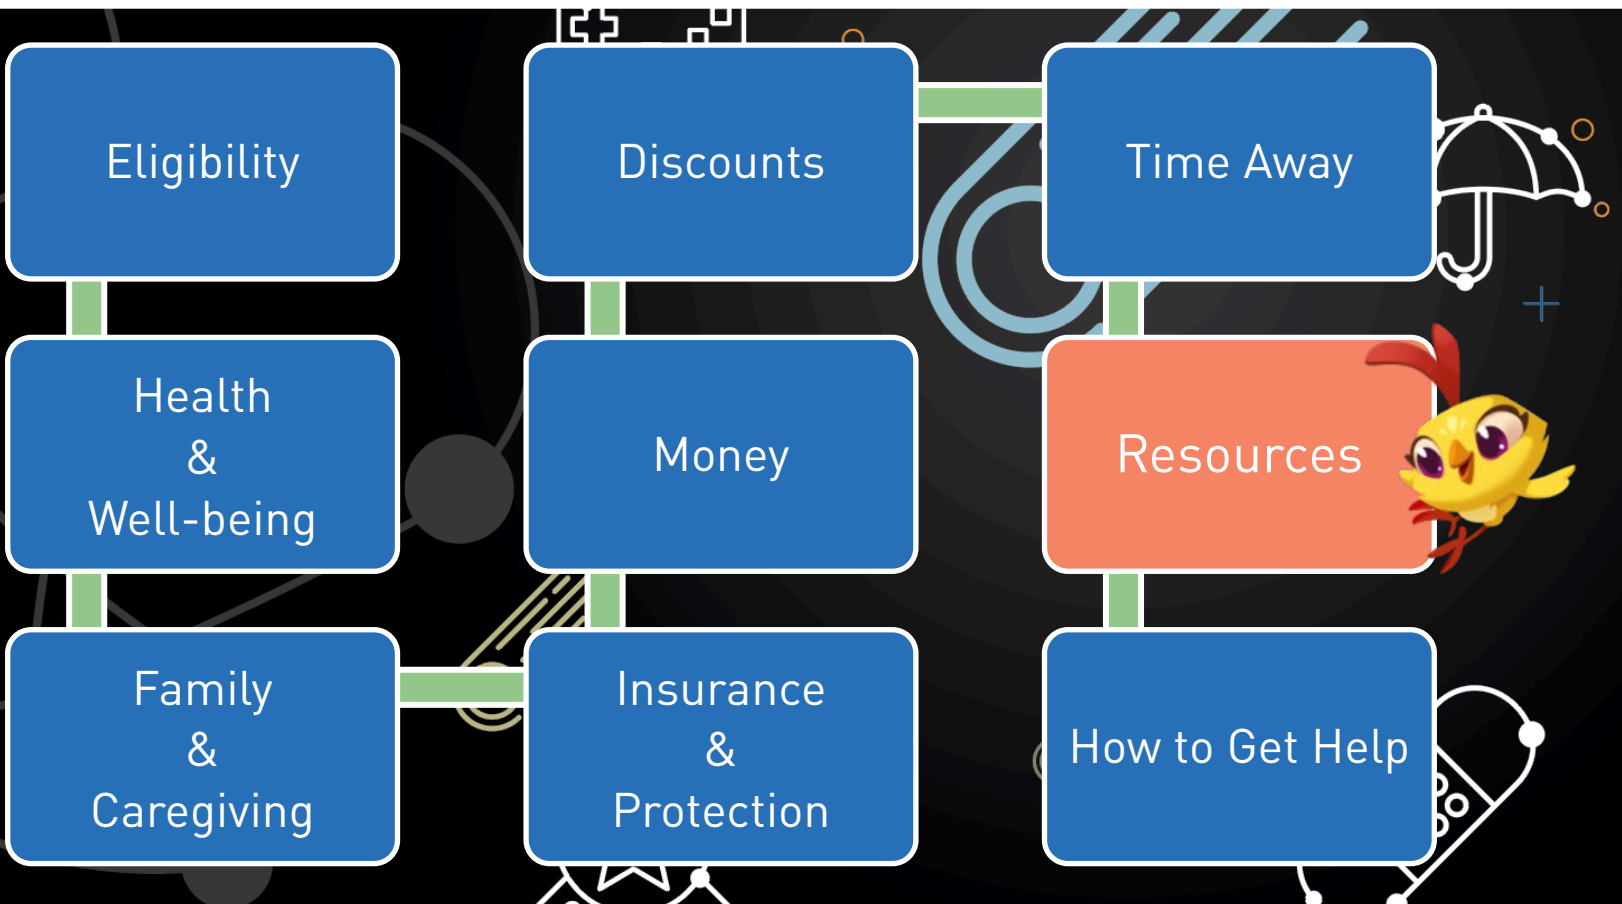 Eligibility
Health
&
Well-being
Family
&
Caregiving
Insurance
&
Protection
Money
Discounts
Time Away
Resources
How to Get Help